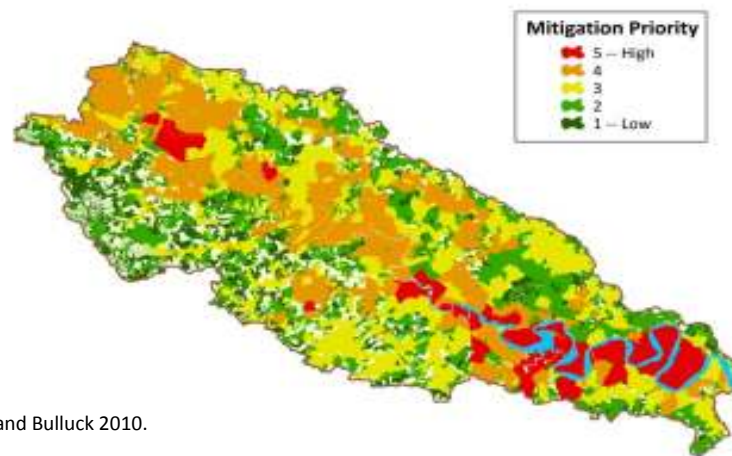 Mitigation Priority
5 -- High
4
3
2
1 -- Low
and Bulluck 2010.